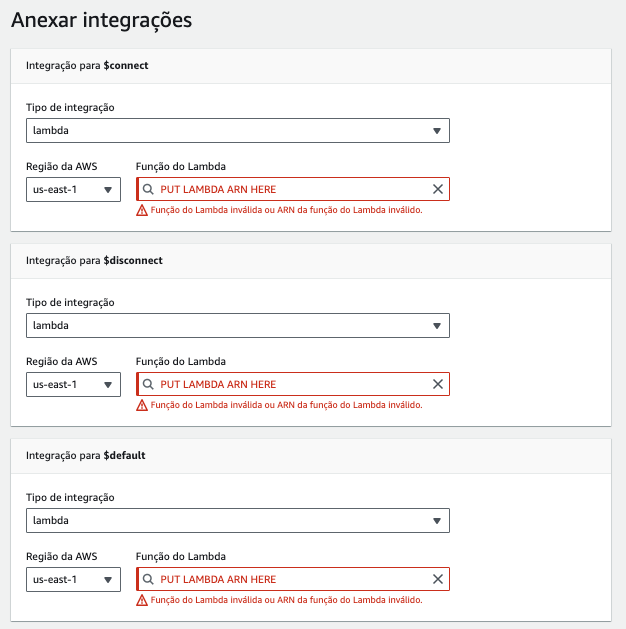 Anexar integrações
Integração para $connect
Tipo de integração
lambda
Região da AWS Função do Lambda
us-east-1 PUT LAMBDA ARN HERE
Função do Lambda inválida ou ARN da função do Lambda inválido.
Integração para $disconnect
Tipo de integração
lambda
Região da AWS Função do Lambda
us-east-1 PUT LAMBDA ARN HERE
Função do Lambda inválida ou ARN da função do Lambda inválido.
Integração para $default
Tipo de integração
lambda
Região da AWS Função do Lambda
us-east-1 PUT LAMBDA ARN HERE
Função do Lambda inválida ou ARN da função do Lambda inválido.